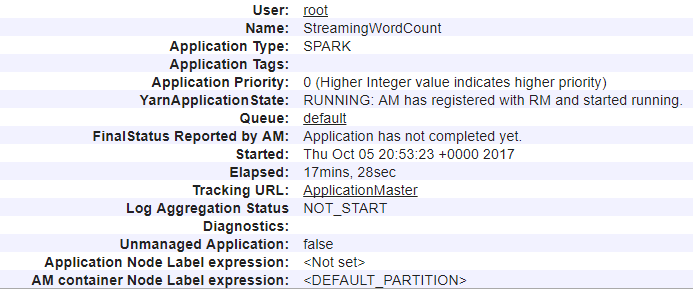 User: root
Name: StreamingWordCount
Application Type: SPARK
Application Tags:
Application Priority: 0 (Higher Integer value indicates higher priority)
YarnApplicationState: RUNNING: AM has registered with RM and started running.
Queue: default
FinalStatus Reported by AM: Application has not completed yet.
Started: Thu Oct 05 20:53:23 +0000 2017
Elapsed: 17mins, 28sec
Tracking URL: ApplicationMaster
Log Aggregation Status NOT_START
Diagnostics:
Unmanaged Application: false
Application Node Label expression: <Not set>
AM container Node Label expression: <DEFAULT_PARTITION>